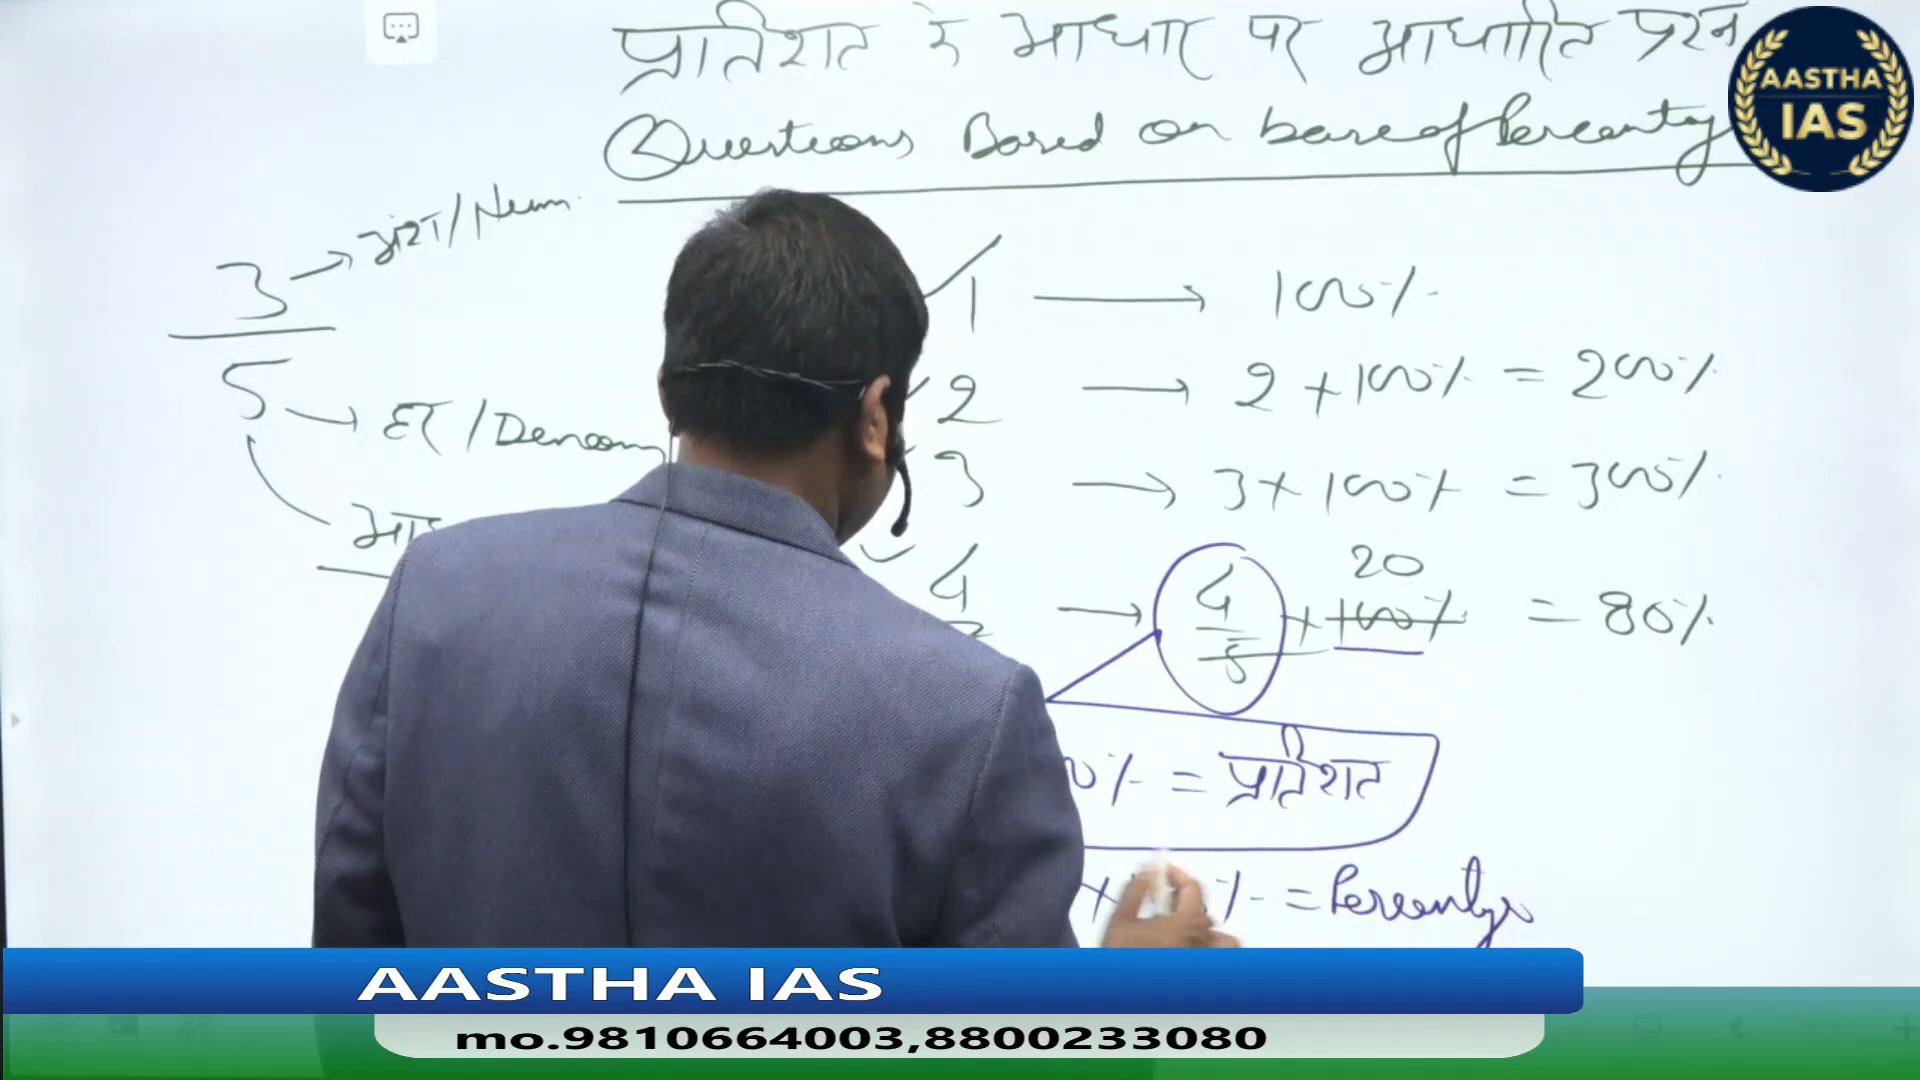 प्रतिशत के आधार पर आधारित प्रश्न
Questions Based on base of Percentage
AASTHA
IAS
3 → अंश / Num.
5 → हर / Denom
1 → 100%
2 → 2 × 100% = 200%
3 → 3 × 100% = 300%
20
4 → 4/5 × 100% = 80%
0% = प्रतिशत
× % = Percentage
AASTHA IAS
mo.9810664003,8800233080